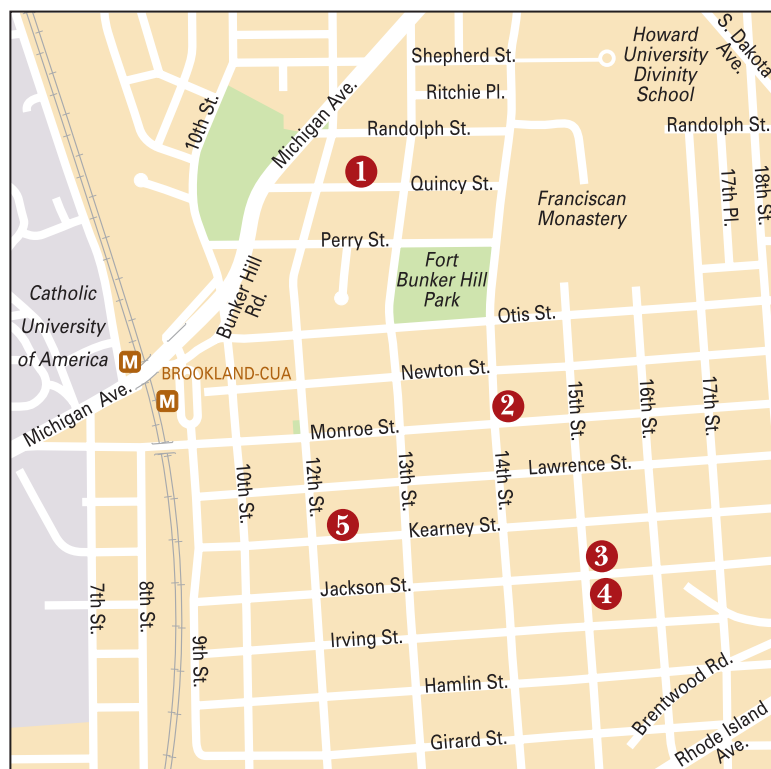 Howard
University
Divinity
School
S. Dakota
Ave.
Shepherd St.
Ritchie Pl.
Randolph St.
Randolph St.
10th St.
Michigan Ave.
1
Quincy St.
17th Pl.
18th St.
Franciscan
Monastery
Perry St.
Fort
Bunker Hill
Park
Bunker Hill
Rd.
Catholic
University
of America
Otis St.
M
BROOKLAND-CUA
M
Newton St.
Michigan Ave.
2
15th St.
16th St.
17th St.
Monroe St.
Lawrence St.
10th St.
12th St.
13th St.
14th St.
5
Kearney St.
3
4
Jackson St.
7th St.
8th St.
9th St.
Irving St.
Hamlin St.
Brentwood Rd.
Girard St.
Rhode Island
Ave.